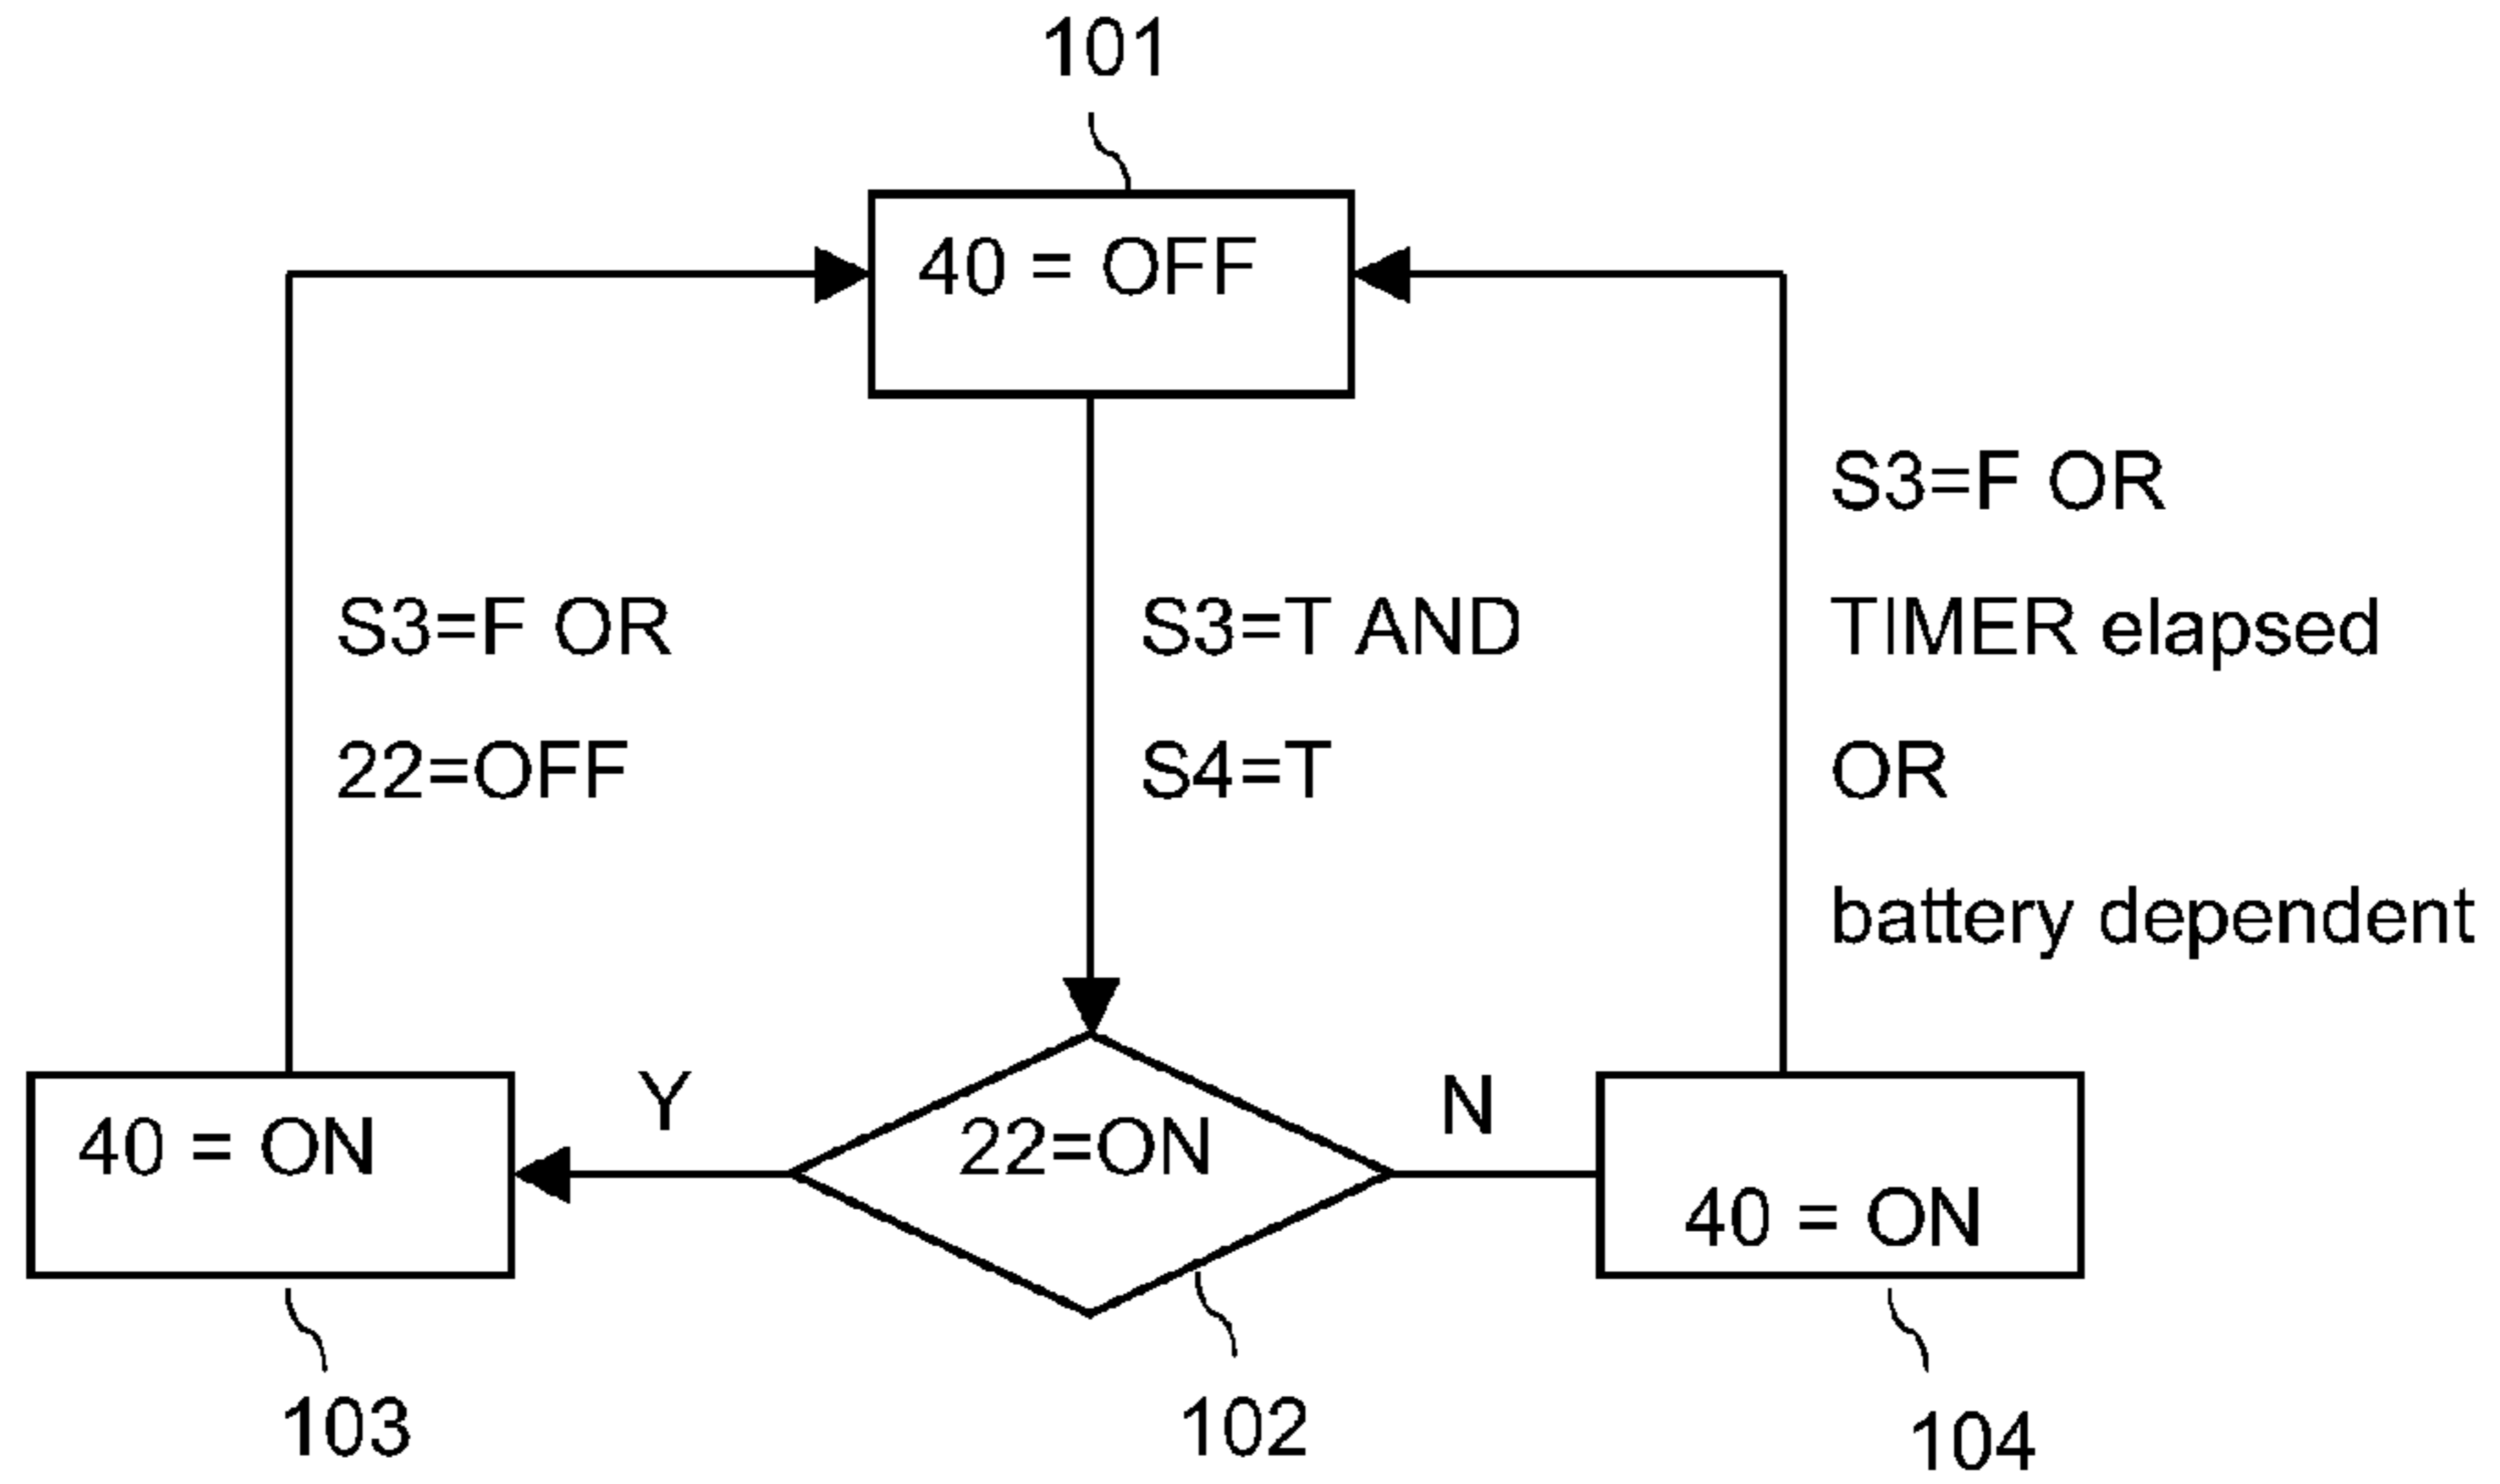 101
40 = OFF
S3=F OR
22=OFF
S3=T AND
S4=T
S3=F OR
TIMER elapsed
OR
battery dependent
40 = ON
Y
22=ON
N
40 = ON
103
102
104